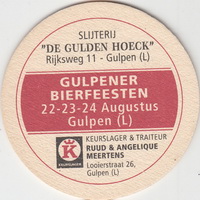 SLIJTERIJ
"DE GULDEN HOECK"
Rijksweg 11 - Gulpen (L)
GULPENER
BIERFEESTEN
22-23-24 Augustus
Gulpen (L)
K
KEURSLAGER
KEURSLAGER & TRAITEUR
RUUD & ANGELIQUE
MEERTENS
Looierstraat 26,
Gulpen (L)